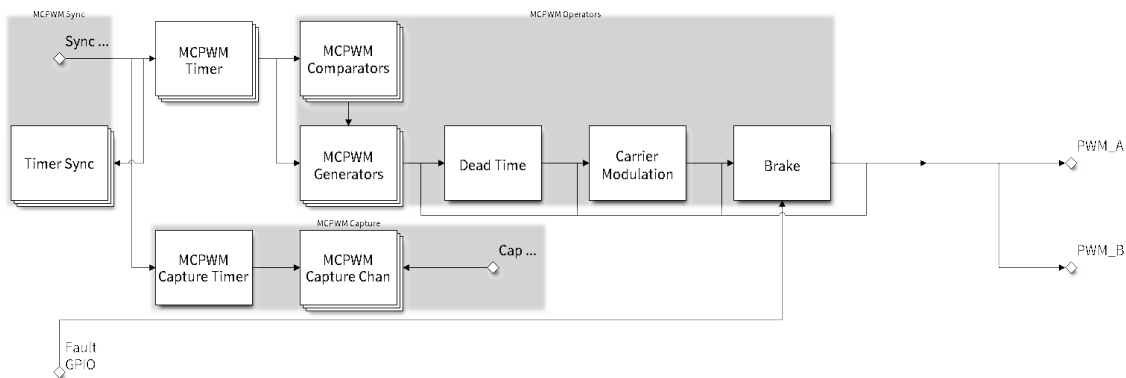 MCPWM Sync
MCPWM Operators
Sync ...
MCPWM
Timer
MCPWM
Comparators
Timer Sync
MCPWM
Generators
Dead Time
Carrier
Modulation
Brake
PWM_A
MCPWM Capture
MCPWM
Capture Timer
MCPWM
Capture Chan
Cap ...
PWM_B
Fault
GPIO